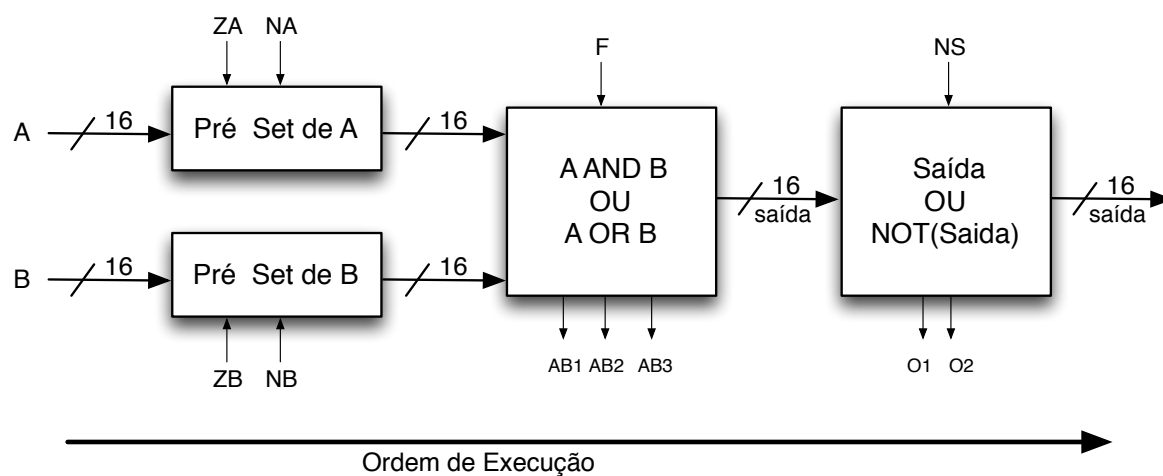 ZA NA
F
NS
A
16
Pré Set de A
16
A AND B
OU
A OR B
16
saída
Saída
OU
NOT(Saida)
16
saída
B
16
Pré Set de B
16
ZB NB
AB1 AB2 AB3
O1 O2
Ordem de Execução